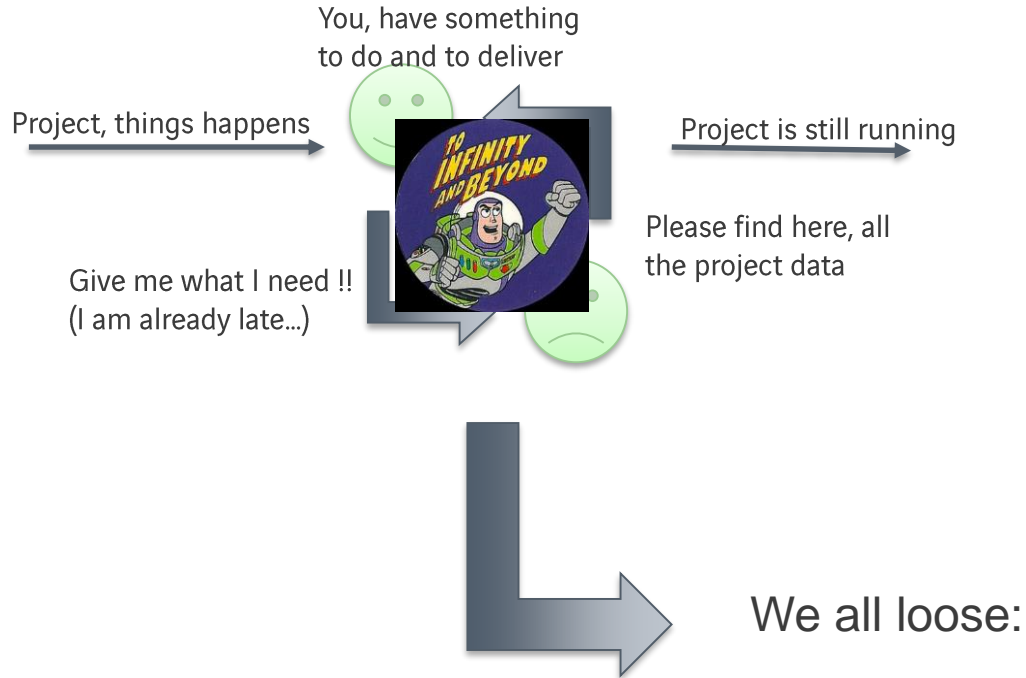 You, have something
to do and to deliver
Project, things happens
Project is still running
TO
INFINITY
AND BEYOND
Please find here, all
the project data
Give me what I need !!
(I am already late…)
We all loose: